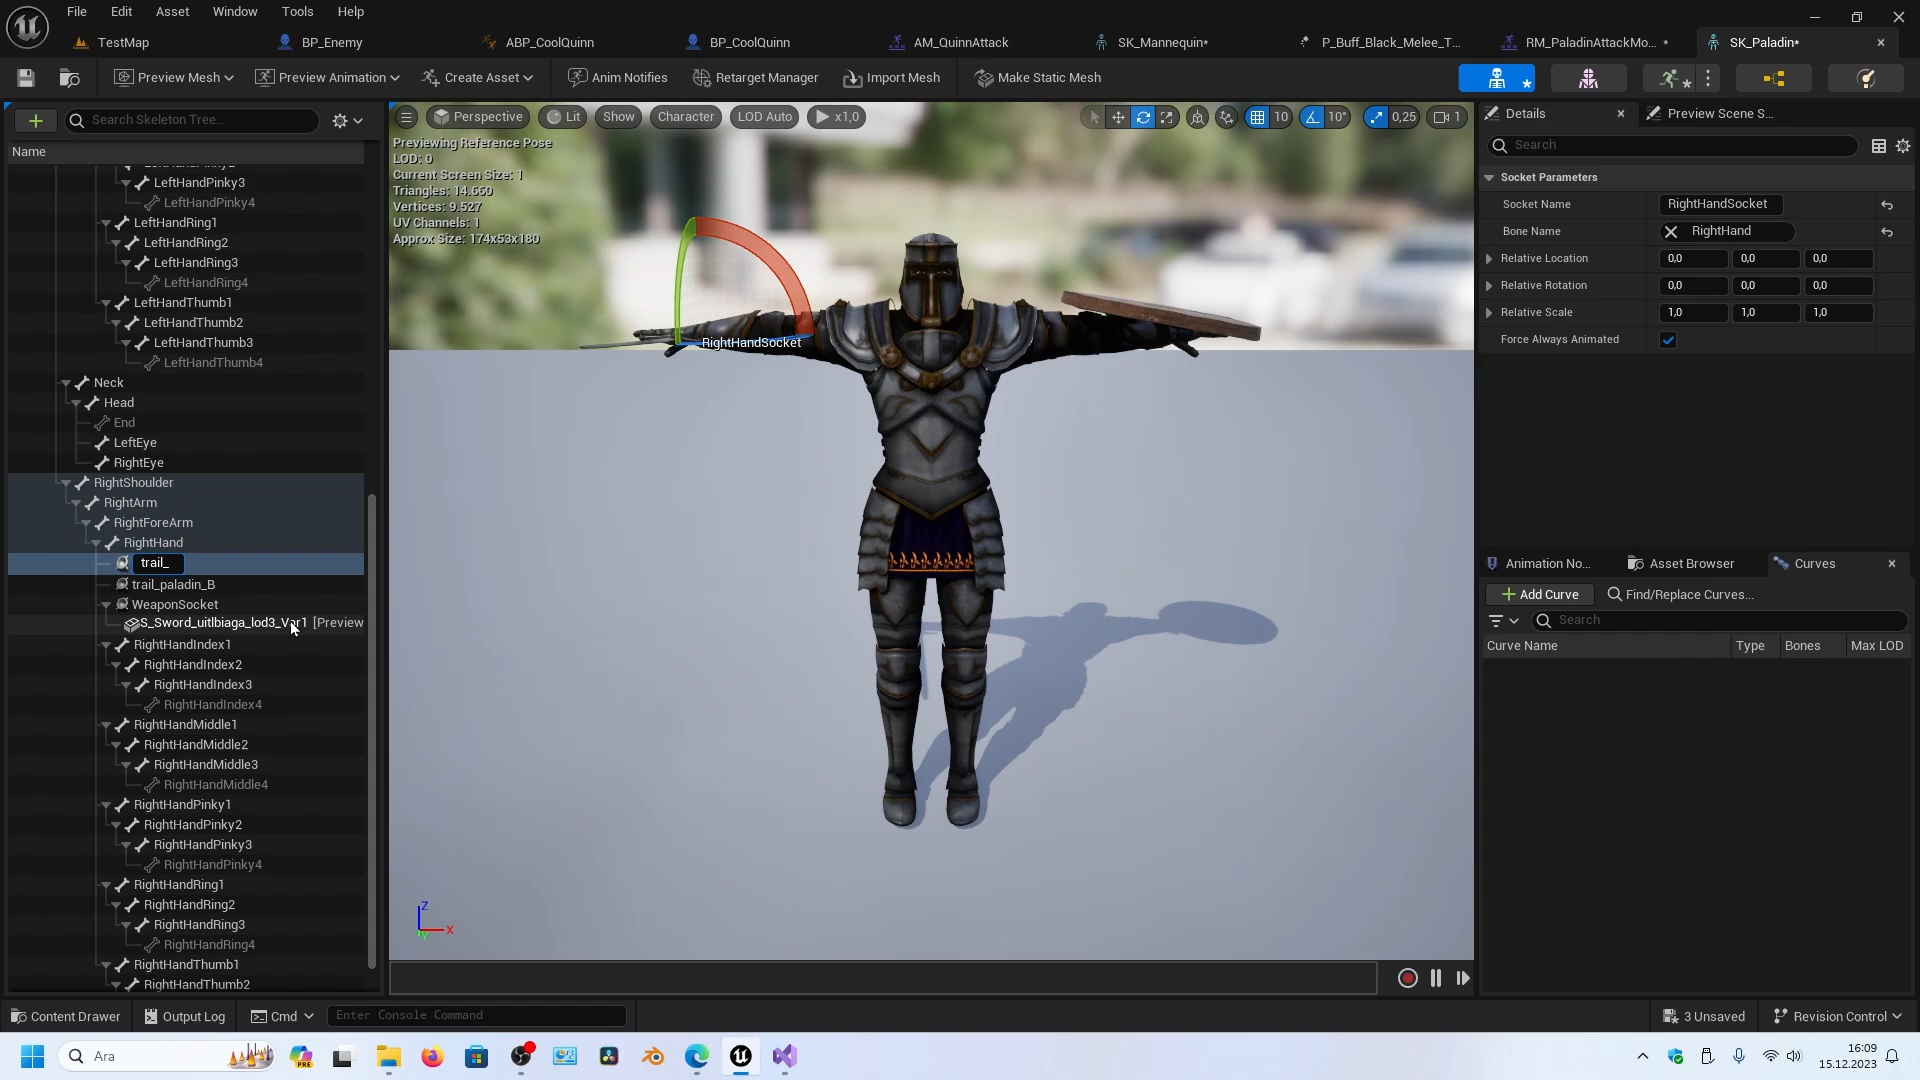 File Edit Asset Window Tools Help
TestMap BP_Enemy ABP_CoolQuinn BP_CoolQuinn AM_QuinnAttack SK_Mannequin* P_Buff_Black_Melee_T... RM_PaladinAttackMo... * SK_Paladin*
Preview Mesh Preview Animation Create Asset Anim Notifies Retarget Manager Import Mesh Make Static Mesh
Search Skeleton Tree...
Name
LeftHandPinky2
LeftHandPinky3
LeftHandPinky4
LeftHandRing1
LeftHandRing2
LeftHandRing3
LeftHandRing4
LeftHandThumb1
LeftHandThumb2
LeftHandThumb3
LeftHandThumb4
Neck
Head
End
LeftEye
RightEye
RightShoulder
RightArm
RightForeArm
RightHand
trail_
trail_paladin_B
WeaponSocket
S_Sword_uitlbiaga_lod3_Var1 [Preview
RightHandIndex1
RightHandIndex2
RightHandIndex3
RightHandIndex4
RightHandMiddle1
RightHandMiddle2
RightHandMiddle3
RightHandMiddle4
RightHandPinky1
RightHandPinky2
RightHandPinky3
RightHandPinky4
RightHandRing1
RightHandRing2
RightHandRing3
RightHandRing4
RightHandThumb1
RightHandThumb2
Perspective Lit Show Character LOD Auto x1,0 10 10° 0,25 1
Previewing Reference Pose
LOD: 0
Current Screen Size: 1
Triangles: 14.660
Vertices: 9.527
UV Channels: 1
Approx Size: 174x53x180
RightHandSocket
Z
X
Y
Details Preview Scene S...
Search
Socket Parameters
Socket Name RightHandSocket
Bone Name RightHand
Relative Location 0,0 0,0 0,0
Relative Rotation 0,0 0,0 0,0
Relative Scale 1,0 1,0 1,0
Force Always Animated
Animation No... Asset Browser Curves
Add Curve Find/Replace Curves...
Search
Curve Name Type Bones Max LOD
Content Drawer Output Log Cmd Enter Console Command 3 Unsaved Revision Control
Ara PRE
16:09
15.12.2023